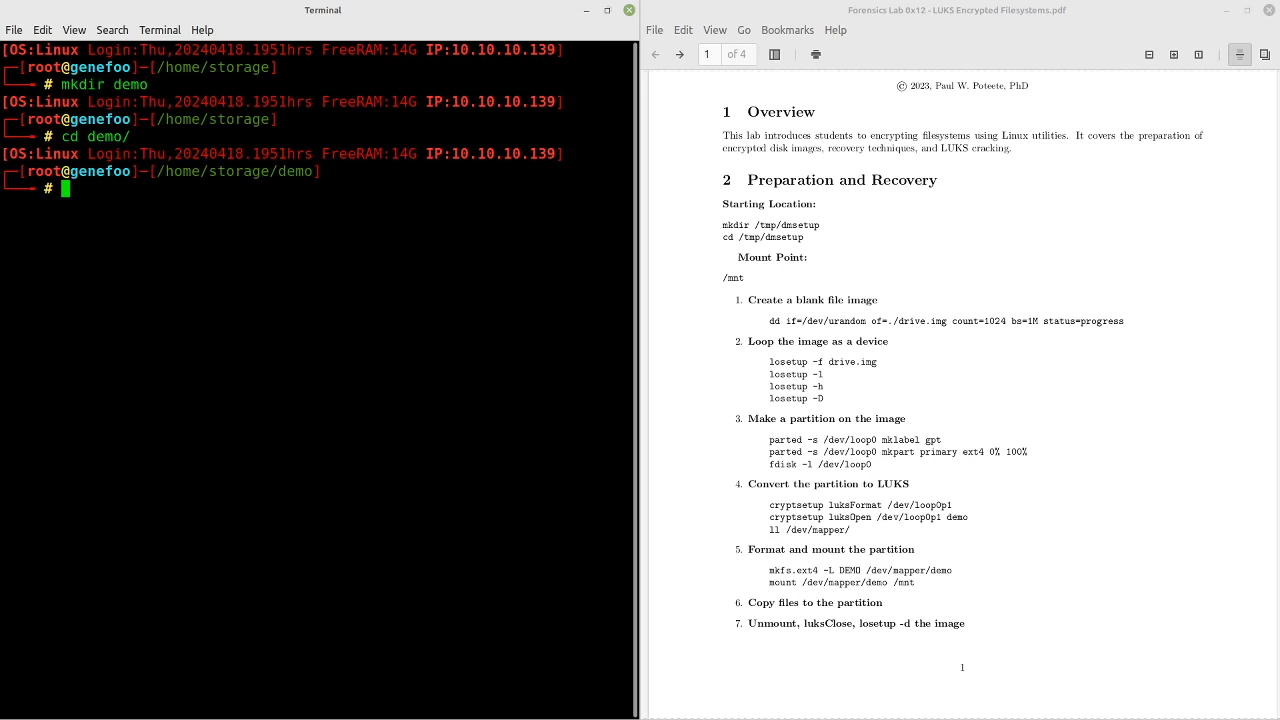 Terminal
File Edit View Search Terminal Help
[OS:Linux Login:Thu,20240418.1951hrs FreeRAM:14G IP:10.10.10.139]
┌─[root@genefoo]─[/home/storage]
└──╼ # mkdir demo
[OS:Linux Login:Thu,20240418.1951hrs FreeRAM:14G IP:10.10.10.139]
┌─[root@genefoo]─[/home/storage]
└──╼ # cd demo/
[OS:Linux Login:Thu,20240418.1951hrs FreeRAM:14G IP:10.10.10.139]
┌─[root@genefoo]─[/home/storage/demo]
└──╼ #
Forensics Lab 0x12 - LUKS Encrypted Filesystems.pdf
File Edit View Go Bookmarks Help
1 of 4
© 2023, Paul W. Poteete, PhD
1 Overview
This lab introduces students to encrypting filesystems using Linux utilities. It covers the preparation of
encrypted disk images, recovery techniques, and LUKS cracking.
2 Preparation and Recovery
Starting Location:
mkdir /tmp/dmsetup
cd /tmp/dmsetup
Mount Point:
/mnt
1. Create a blank file image
dd if=/dev/urandom of=./drive.img count=1024 bs=1M status=progress
2. Loop the image as a device
losetup -f drive.img
losetup -l
losetup -h
losetup -D
3. Make a partition on the image
parted -s /dev/loop0 mklabel gpt
parted -s /dev/loop0 mkpart primary ext4 0% 100%
fdisk -l /dev/loop0
4. Convert the partition to LUKS
cryptsetup luksFormat /dev/loop0p1
cryptsetup luksOpen /dev/loop0p1 demo
ll /dev/mapper/
5. Format and mount the partition
mkfs.ext4 -L DEMO /dev/mapper/demo
mount /dev/mapper/demo /mnt
6. Copy files to the partition
7. Unmount, luksClose, losetup -d the image
1